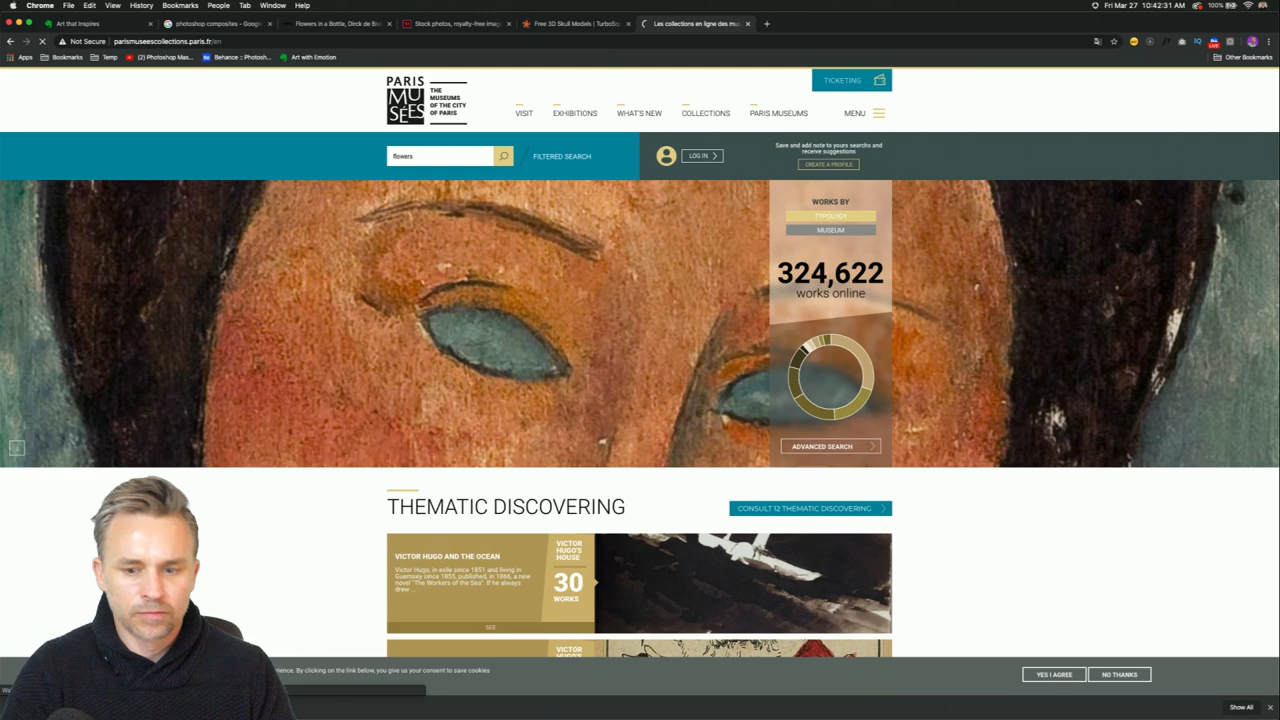 Chrome File Edit View History Bookmarks People Tab Window Help
100% Fri Mar 27 10:42:31 AM
Art that Inspires
photoshop composites - Google
Flowers in a Bottle, Dirck de Bra
Stock photos, royalty-free imag
Free 3D Skull Models | TurboSq
Les collections en ligne des mus
Not Secure | parismuseescollections.paris.fr/en
Apps Bookmarks Temp (2) Photoshop Mas... Behance :: Photosh... Art with Emotion Other Bookmarks
PARIS
MUSÉES
THE
MUSEUMS
OF THE CITY
OF PARIS
TICKETING
VISIT EXHIBITIONS WHAT'S NEW COLLECTIONS PARIS MUSEUMS MENU
flowers
FILTERED SEARCH
LOG IN
Save and add note to yours searchs and
receive suggestions
CREATE A PROFILE
WORKS BY
TYPOLOGY
MUSEUM
324,622
works online
ADVANCED SEARCH
THEMATIC DISCOVERING
CONSULT 12 THEMATIC DISCOVERING
VICTOR HUGO AND THE OCEAN
Victor Hugo, in exile since 1851 and living in
Guernsey since 1855, published, in 1866, a new
novel "The Workers of the Sea". If he always
drew ...
VICTOR
HUGO'S
HOUSE
30
WORKS
SEE
VICTOR
HUGO'S
By clicking on the link below, you give us your consent to save cookies
YES I AGREE
NO THANKS
Show All